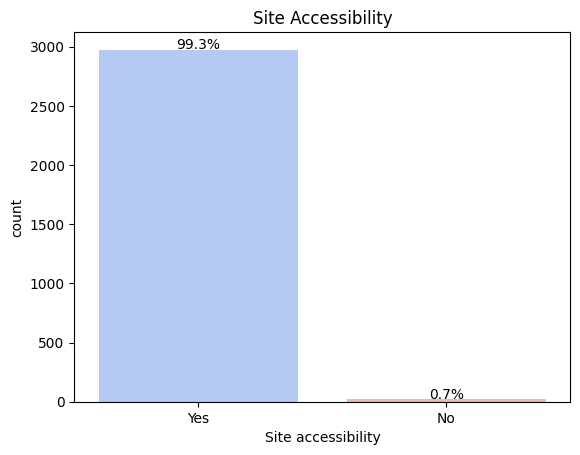 Site Accessibility
3000
2500
2000
1500
1000
500
0
count
99.3%
0.7%
Yes
No
Site accessibility